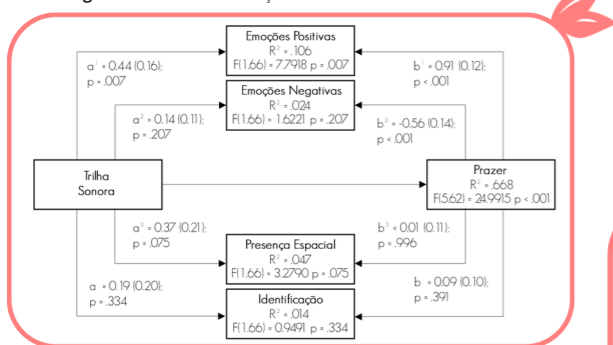 Emoções Positivas
R² = .106
F(1.66) = 7.7918 p = .007
a¹ = 0.44 (0.16);
p = .007
b¹ = 0.91 (0.12);
p < .001
Emoções Negativas
R² = .024
F(1.66) = 1.6221 p = .207
a² = 0.14 (0.11);
p = .207
b² = -0.56 (0.14);
p < .001
Trilha
Sonora
Prazer
R² = .668
F(5.62) = 24.9915 p < .001
a³ = 0.37 (0.21);
p = .075
b³ < 0.01 (0.11);
p = .996
Presença Espacial
R² = .047
F(1.66) = 3.2790 p = .075
a = 0.19 (0.20);
p = .334
b = 0.09 (0.10);
p = .391
Identificação
R² = .014
F(1.66) = 0.9491 p = .334